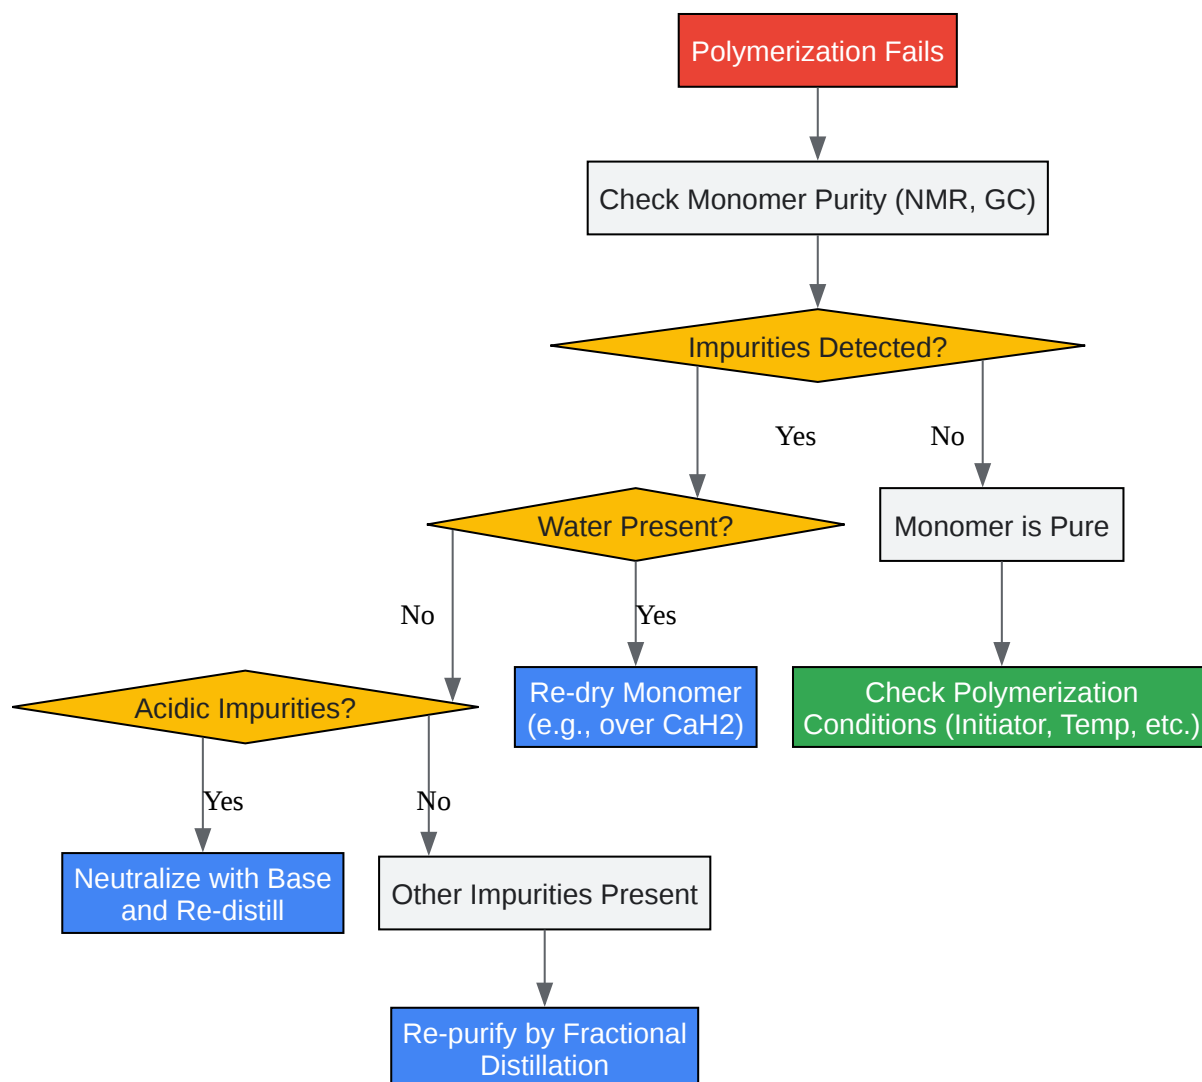 Polymerization Fails
Check Monomer Purity (NMR, GC)
Impurities Detected?
Yes
No
Water Present?
Monomer is Pure
No
Yes
Re-dry Monomer
(e.g., over CaH2)
Check Polymerization
Conditions (Initiator, Temp, etc.)
Acidic Impurities?
Yes
No
Neutralize with Base
and Re-distill
Other Impurities Present
Re-purify by Fractional
Distillation